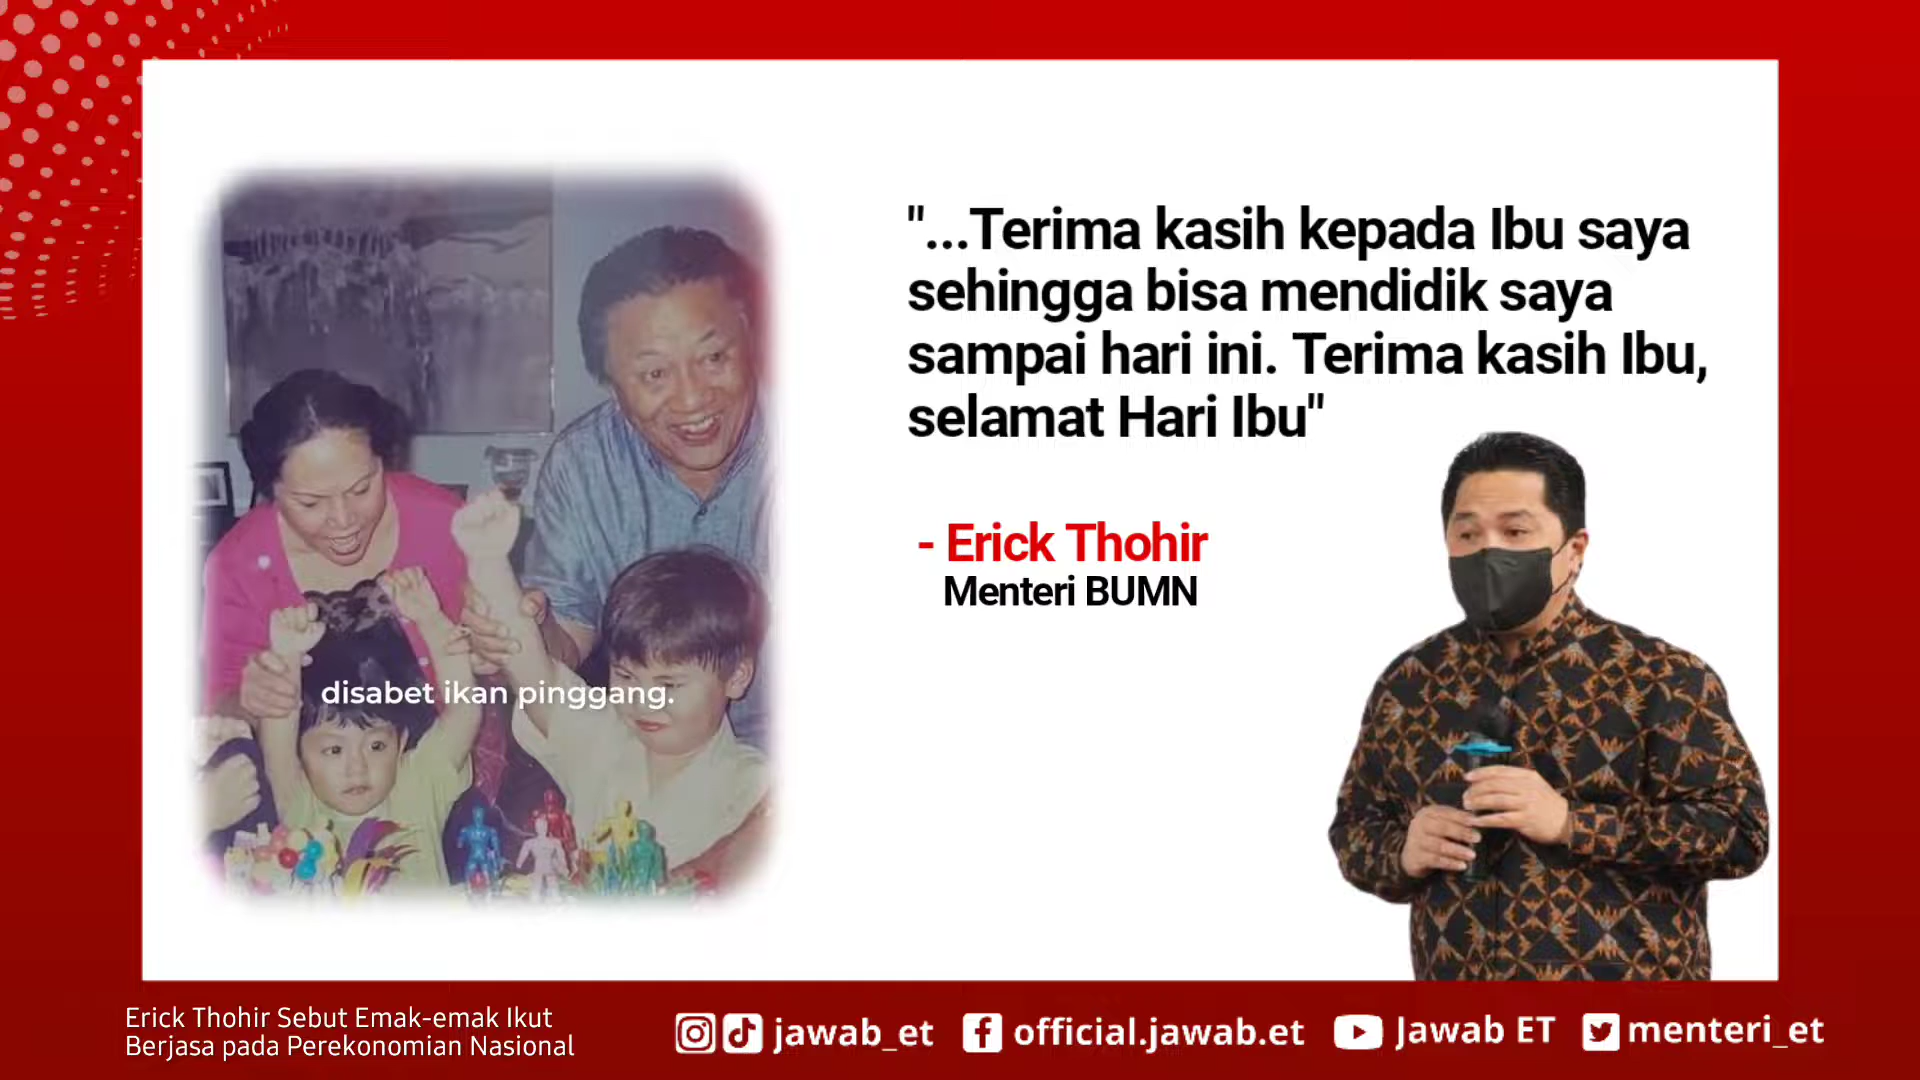 "...Terima kasih kepada Ibu saya
sehingga bisa mendidik saya
sampai hari ini. Terima kasih Ibu,
selamat Hari Ibu"
- Erick Thohir
Menteri BUMN
disabet ikan pinggang.
Erick Thohir Sebut Emak-emak Ikut
Berjasa pada Perekonomian Nasional
jawab_et
official.jawab.et
Jawab ET
menteri_et